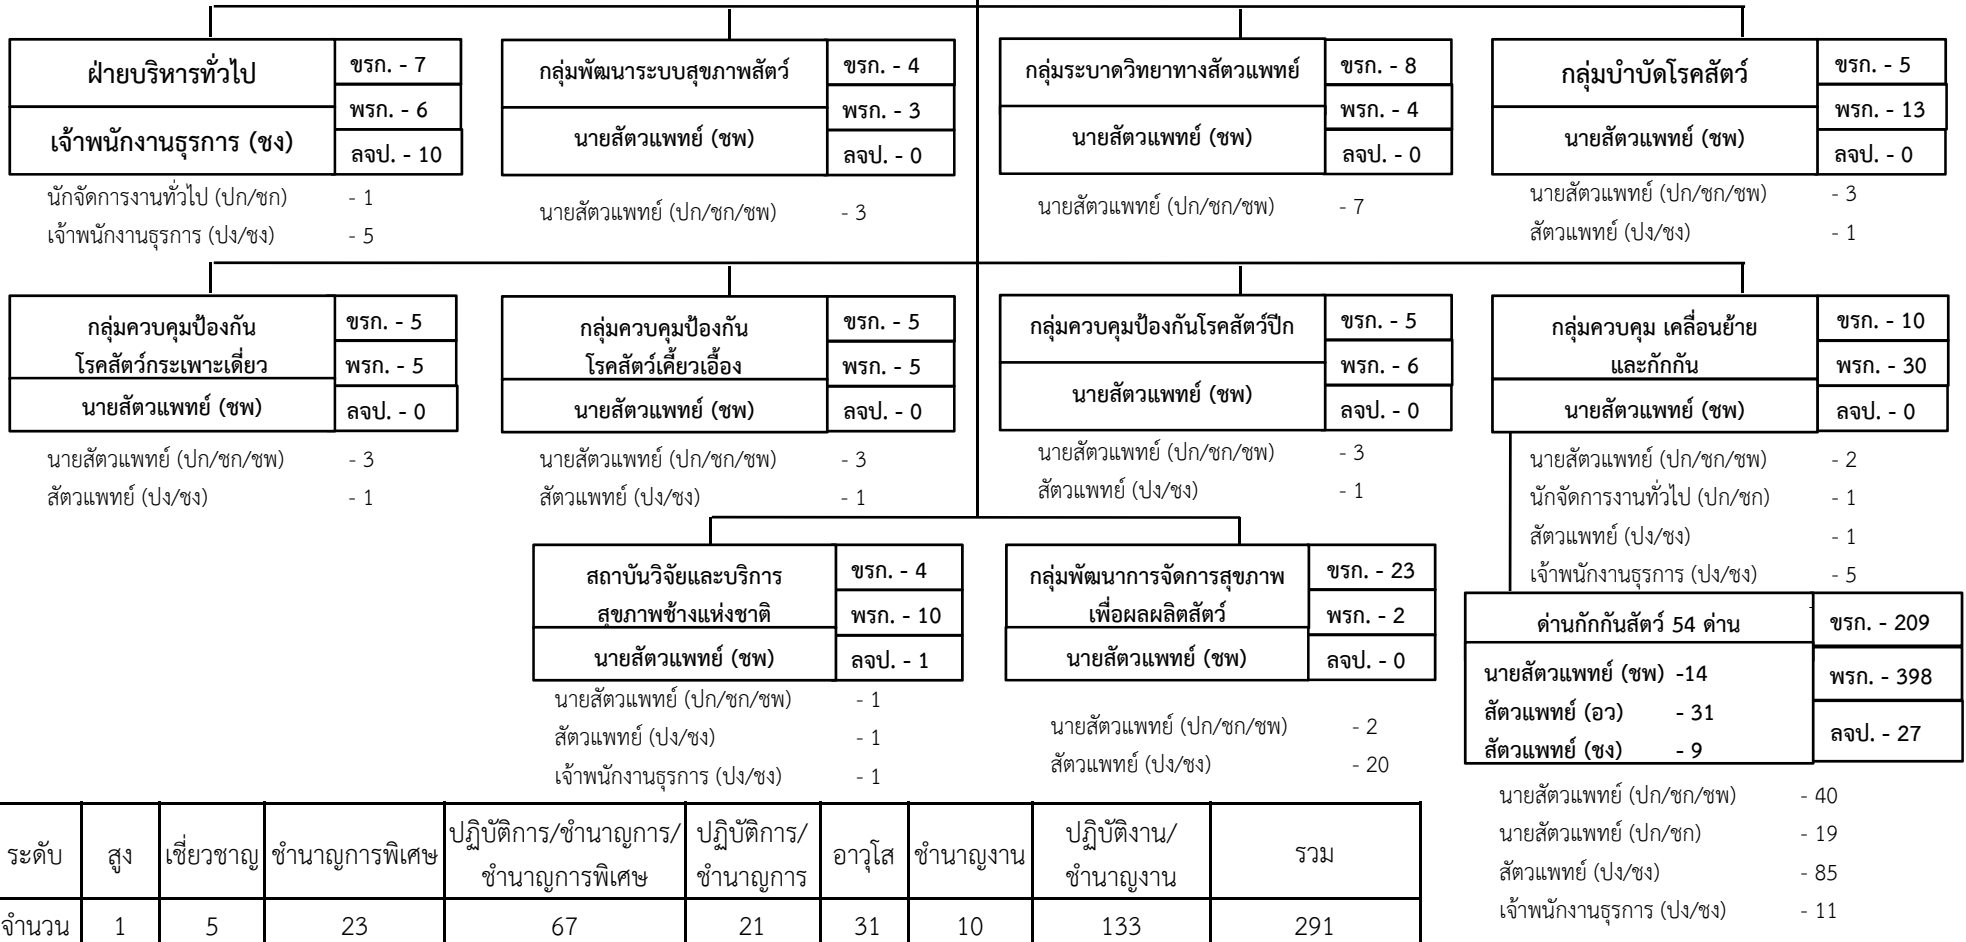 ฝ่ายบริหารทั่วไป
เจ้าพนักงานธุรการ (ชง)
ขรก. - 7
พรก. - 6
ลจป. - 10
นักจัดการงานทั่วไป (ปก/ชก) - 1
เจ้าพนักงานธุรการ (ปง/ชง) - 5
กลุ่มพัฒนาระบบสุขภาพสัตว์
นายสัตวแพทย์ (ชพ)
ขรก. - 4
พรก. - 3
ลจป. - 0
นายสัตวแพทย์ (ปก/ชก/ชพ) - 3
กลุ่มระบาดวิทยาทางสัตวแพทย์
นายสัตวแพทย์ (ชพ)
ขรก. - 8
พรก. - 4
ลจป. - 0
นายสัตวแพทย์ (ปก/ชก/ชพ) - 7
กลุ่มบำบัดโรคสัตว์
นายสัตวแพทย์ (ชพ)
ขรก. - 5
พรก. - 13
ลจป. - 0
นายสัตวแพทย์ (ปก/ชก/ชพ) - 3
สัตวแพทย์ (ปง/ชง) - 1
กลุ่มควบคุมป้องกัน
โรคสัตว์กระเพาะเดี่ยว
นายสัตวแพทย์ (ชพ)
ขรก. - 5
พรก. - 5
ลจป. - 0
นายสัตวแพทย์ (ปก/ชก/ชพ) - 3
สัตวแพทย์ (ปง/ชง) - 1
กลุ่มควบคุมป้องกัน
โรคสัตว์เคี้ยวเอื้อง
นายสัตวแพทย์ (ชพ)
ขรก. - 5
พรก. - 5
ลจป. - 0
นายสัตวแพทย์ (ปก/ชก/ชพ) - 3
สัตวแพทย์ (ปง/ชง) - 1
กลุ่มควบคุมป้องกันโรคสัตว์ปีก
นายสัตวแพทย์ (ชพ)
ขรก. - 5
พรก. - 6
ลจป. - 0
นายสัตวแพทย์ (ปก/ชก/ชพ) - 3
สัตวแพทย์ (ปง/ชง) - 1
กลุ่มควบคุม เคลื่อนย้าย
และกักกัน
นายสัตวแพทย์ (ชพ)
ขรก. - 10
พรก. - 30
ลจป. - 0
นายสัตวแพทย์ (ปก/ชก/ชพ) - 2
นักจัดการงานทั่วไป (ปก/ชก) - 1
สัตวแพทย์ (ปง/ชง) - 1
เจ้าพนักงานธุรการ (ปง/ชง) - 5
สถาบันวิจัยและบริการ
สุขภาพช้างแห่งชาติ
นายสัตวแพทย์ (ชพ)
ขรก. - 4
พรก. - 10
ลจป. - 1
นายสัตวแพทย์ (ปก/ชก/ชพ) - 1
สัตวแพทย์ (ปง/ชง) - 1
เจ้าพนักงานธุรการ (ปง/ชง) - 1
กลุ่มพัฒนาการจัดการสุขภาพ
เพื่อผลผลิตสัตว์
นายสัตวแพทย์ (ชพ)
ขรก. - 23
พรก. - 2
ลจป. - 0
นายสัตวแพทย์ (ปก/ชก/ชพ) - 2
สัตวแพทย์ (ปง/ชง) - 20
ด่านกักกันสัตว์ 54 ด่าน
นายสัตวแพทย์ (ชพ) -14
สัตวแพทย์ (อว) - 31
สัตวแพทย์ (ชง) - 9
ขรก. - 209
พรก. - 398
ลจป. - 27
นายสัตวแพทย์ (ปก/ชก/ชพ) - 40
นายสัตวแพทย์ (ปก/ชก) - 19
สัตวแพทย์ (ปง/ชง) - 85
เจ้าพนักงานธุรการ (ปง/ชง) - 11
ระดับ สูง เชี่ยวชาญ ชำนาญการพิเศษ ปฏิบัติการ/ชำนาญการ/ ปฏิบัติการ/ อาวุโส ชำนาญงาน ปฏิบัติงาน/ รวม
ชำนาญการพิเศษ ชำนาญการ ชำนาญงาน
จำนวน 1 5 23 67 21 31 10 133 291